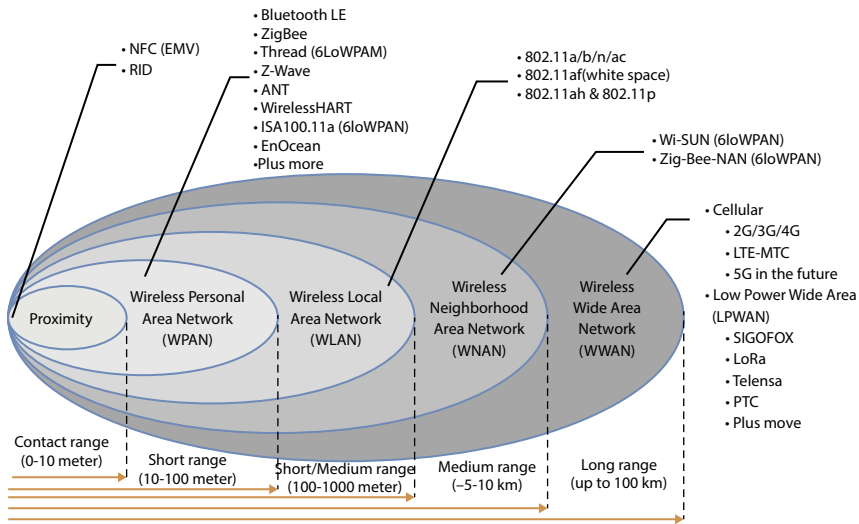 • NFC (EMV)
• RID
• Bluetooth LE
• ZigBee
• Thread (6LoWPAM)
• Z-Wave
• ANT
• WirelessHART
• ISA100.11a (6loWPAN)
• EnOcean
•Plus more
• 802.11a/b/n/ac
• 802.11af(white space)
• 802.11ah & 802.11p
• Wi-SUN (6loWPAN)
• Zig-Bee-NAN (6loWPAN)
• Cellular
• 2G/3G/4G
• LTE-MTC
• 5G in the future
• Low Power Wide Area
(LPWAN)
• SIGOFOX
• LoRa
• Telensa
• PTC
• Plus move
Proximity
Wireless Personal
Area Network
(WPAN)
Wireless Local
Area Network
(WLAN)
Wireless
Neighborhood
Area Network
(WNAN)
Wireless
Wide Area
Network
(WWAN)
Contact range
(0-10 meter)
Short range
(10-100 meter)
Short/Medium range
(100-1000 meter)
Medium range
(–5-10 km)
Long range
(up to 100 km)